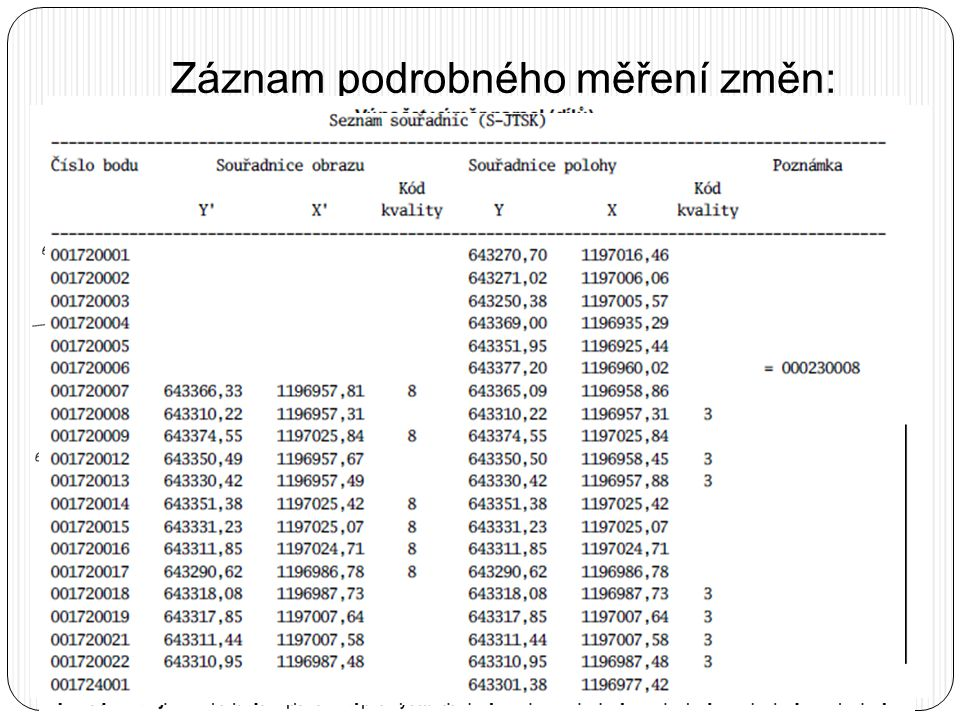 Záznam podrobného měření změn:
Seznam souřadnic (S-JTSK)
Číslo bodu Souřadnice obrazu Souřadnice polohy Poznámka
Kód Kód
Y' X' kvality Y X kvality
001720001 643270,70 1197016,46
001720002 643271,02 1197006,06
001720003 643250,38 1197005,57
001720004 643369,00 1196935,29
001720005 643351,95 1196925,44
001720006 643377,20 1196960,02 = 000230008
001720007 643366,33 1196957,81 8 643365,09 1196958,86
001720008 643310,22 1196957,31 643310,22 1196957,31 3
001720009 643374,55 1197025,84 8 643374,55 1197025,84
001720012 643350,49 1196957,67 643350,50 1196958,45 3
001720013 643330,42 1196957,49 643330,42 1196957,88 3
001720014 643351,38 1197025,42 8 643351,38 1197025,42
001720015 643331,23 1197025,07 8 643331,23 1197025,07
001720016 643311,85 1197024,71 8 643311,85 1197024,71
001720017 643290,62 1196986,78 8 643290,62 1196986,78
001720018 643318,08 1196987,73 643318,08 1196987,73 3
001720019 643317,85 1197007,64 643317,85 1197007,64 3
001720021 643311,44 1197007,58 643311,44 1197007,58 3
001720022 643310,95 1196987,48 643310,95 1196987,48 3
001724001 643301,38 1196977,42